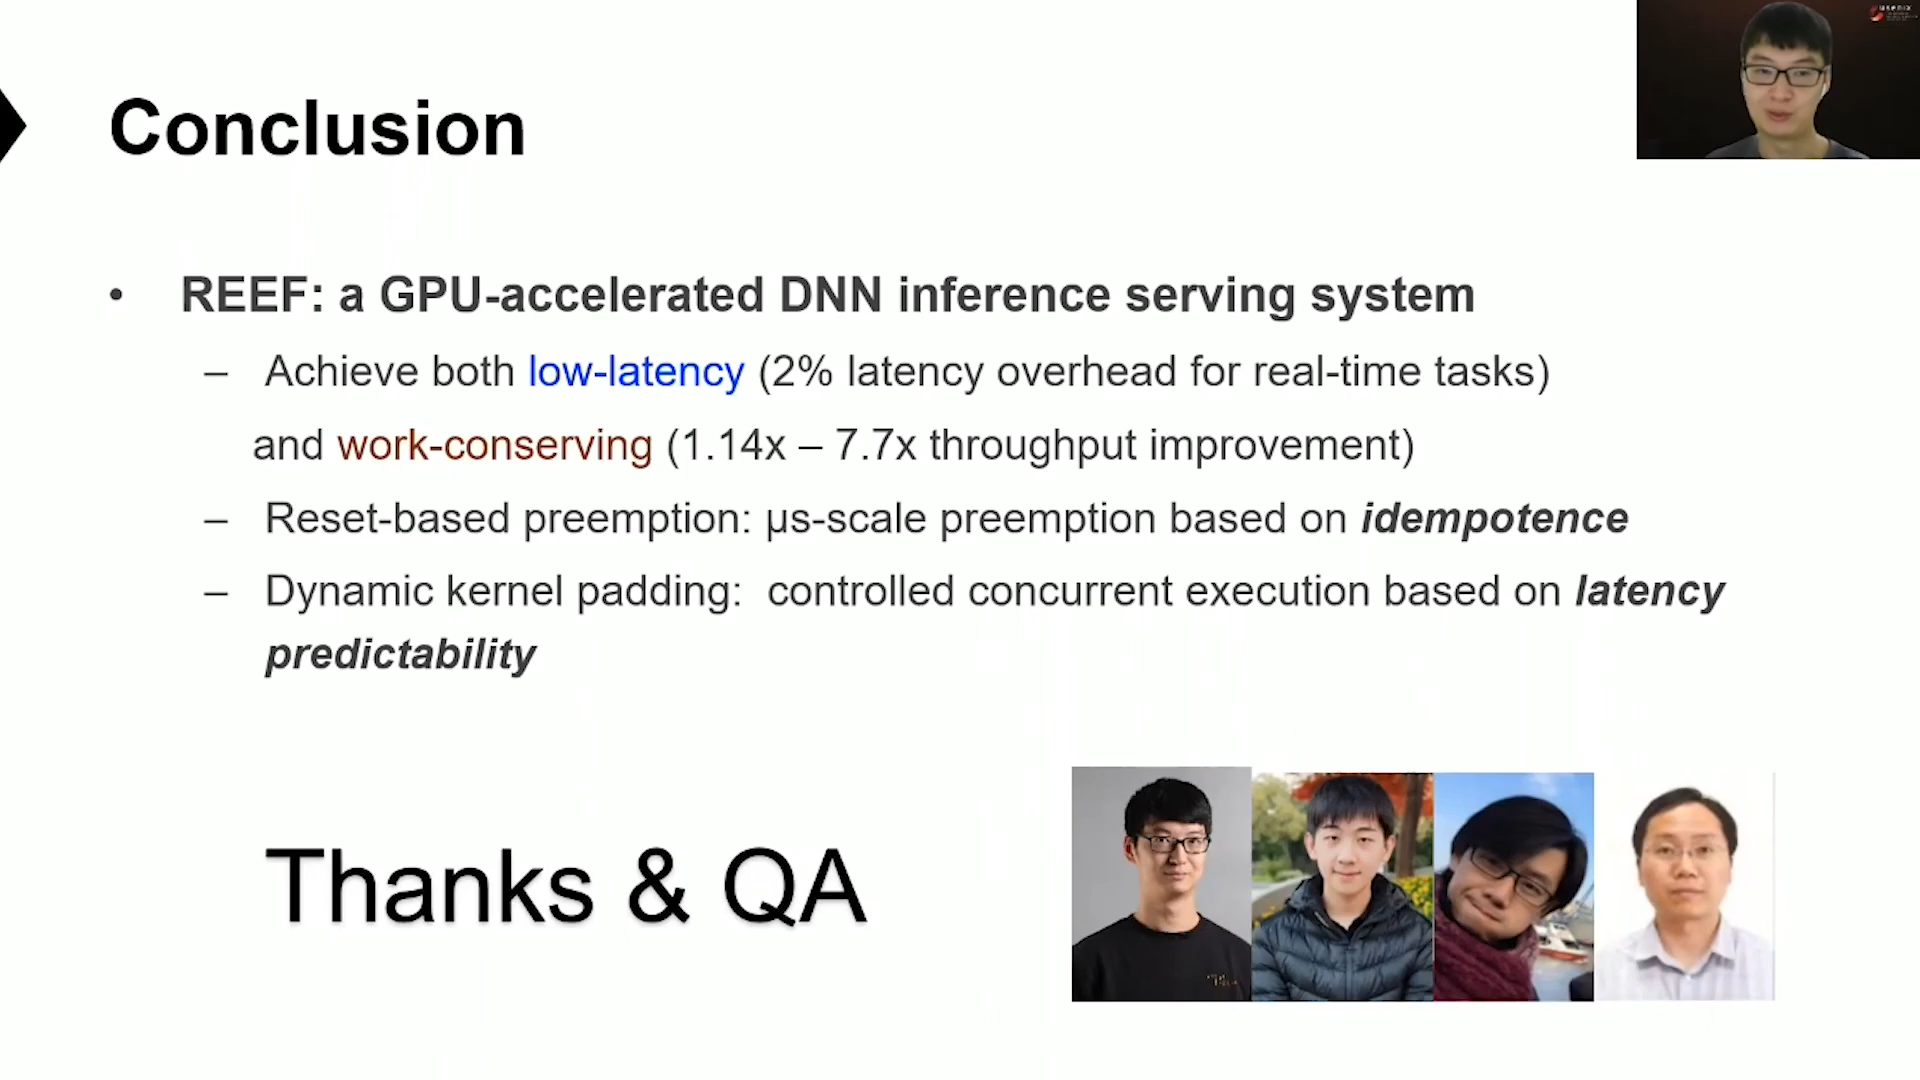 usenix
Conclusion
• REEF: a GPU-accelerated DNN inference serving system
– Achieve both low-latency (2% latency overhead for real-time tasks)
and work-conserving (1.14x – 7.7x throughput improvement)
– Reset-based preemption: µs-scale preemption based on idempotence
– Dynamic kernel padding: controlled concurrent execution based on latency
predictability
Thanks & QA